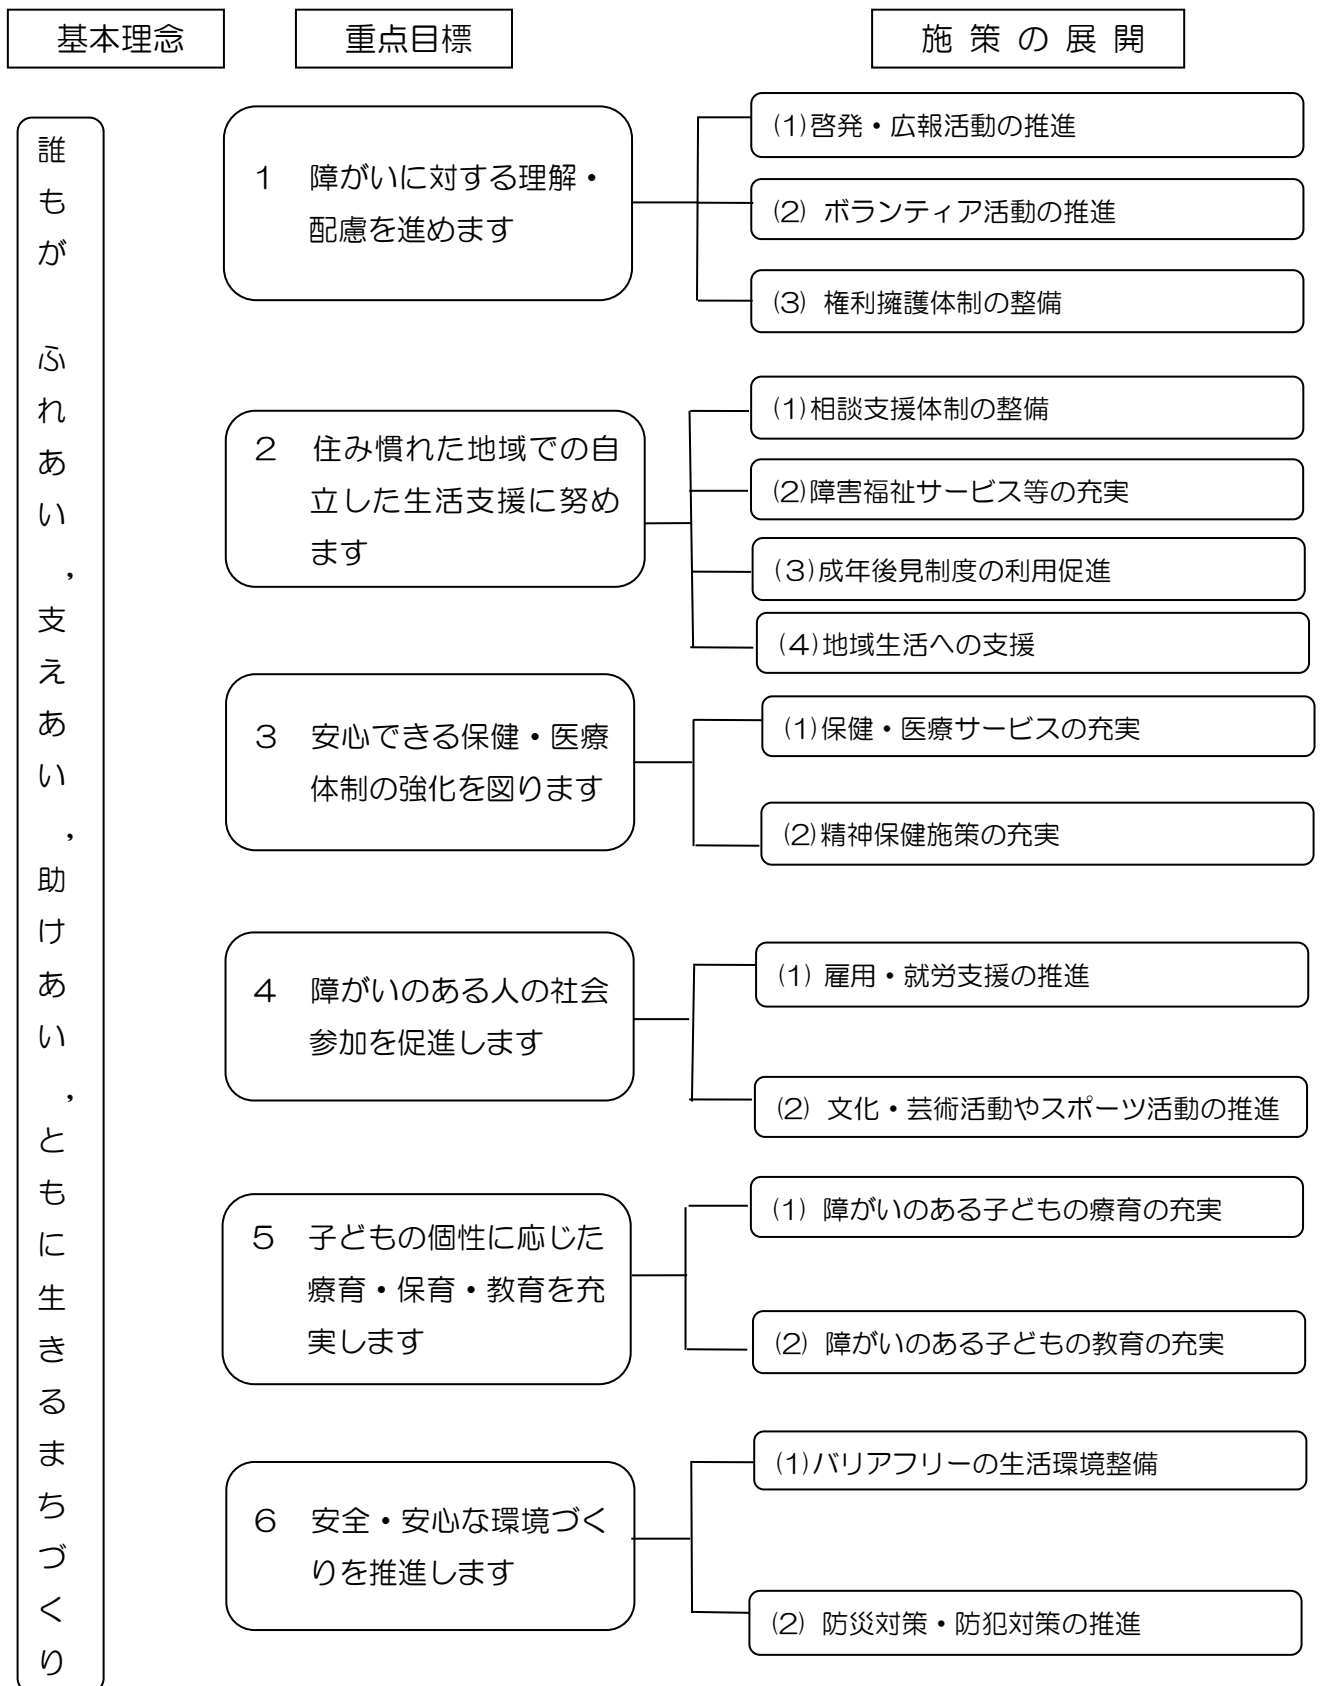 基本理念
重点目標
施策の展開
誰もが　ふれあい，支えあい，助けあい，ともに生きるまちづくり
１　障がいに対する理解・
配慮を進めます
(1)啓発・広報活動の推進
(2) ボランティア活動の推進
(3) 権利擁護体制の整備
２　住み慣れた地域での自
立した生活支援に努め
ます
(1)相談支援体制の整備
(2)障害福祉サービス等の充実
(３)成年後見制度の利用促進
(４)地域生活への支援
３　安心できる保健・医療
体制の強化を図ります
(1)保健・医療サービスの充実
(2)精神保健施策の充実
４　障がいのある人の社会
参加を促進します
(1) 雇用・就労支援の推進
(2) 文化・芸術活動やスポーツ活動の推進
５　子どもの個性に応じた
療育・保育・教育を充
実します
(1) 障がいのある子どもの療育の充実
(2) 障がいのある子どもの教育の充実
６　安全・安心な環境づく
りを推進します
(1)バリアフリーの生活環境整備
(2) 防災対策・防犯対策の推進